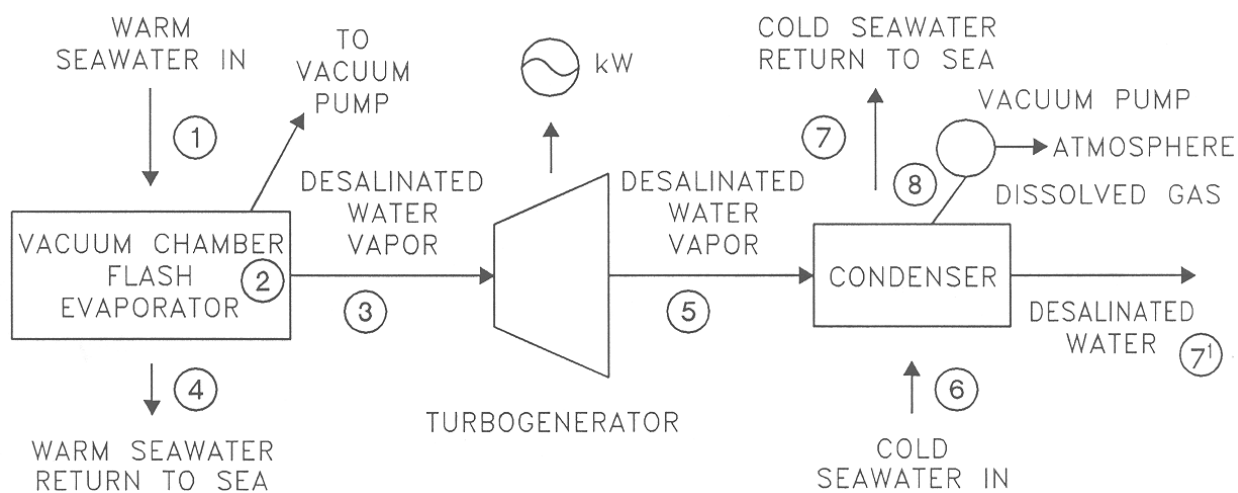 WARM
SEAWATER IN
1
TO
VACUUM
PUMP
kW
COLD SEAWATER
RETURN TO SEA
7
VACUUM PUMP
ATMOSPHERE
8
DISSOLVED GAS
DESALINATED
WATER
VAPOR
DESALINATED
WATER
VAPOR
VACUUM CHAMBER
FLASH
EVAPORATOR
2
3
5
CONDENSER
DESALINATED
WATER
7¹
4
6
TURBOGENERATOR
WARM SEAWATER
RETURN TO SEA
COLD
SEAWATER IN